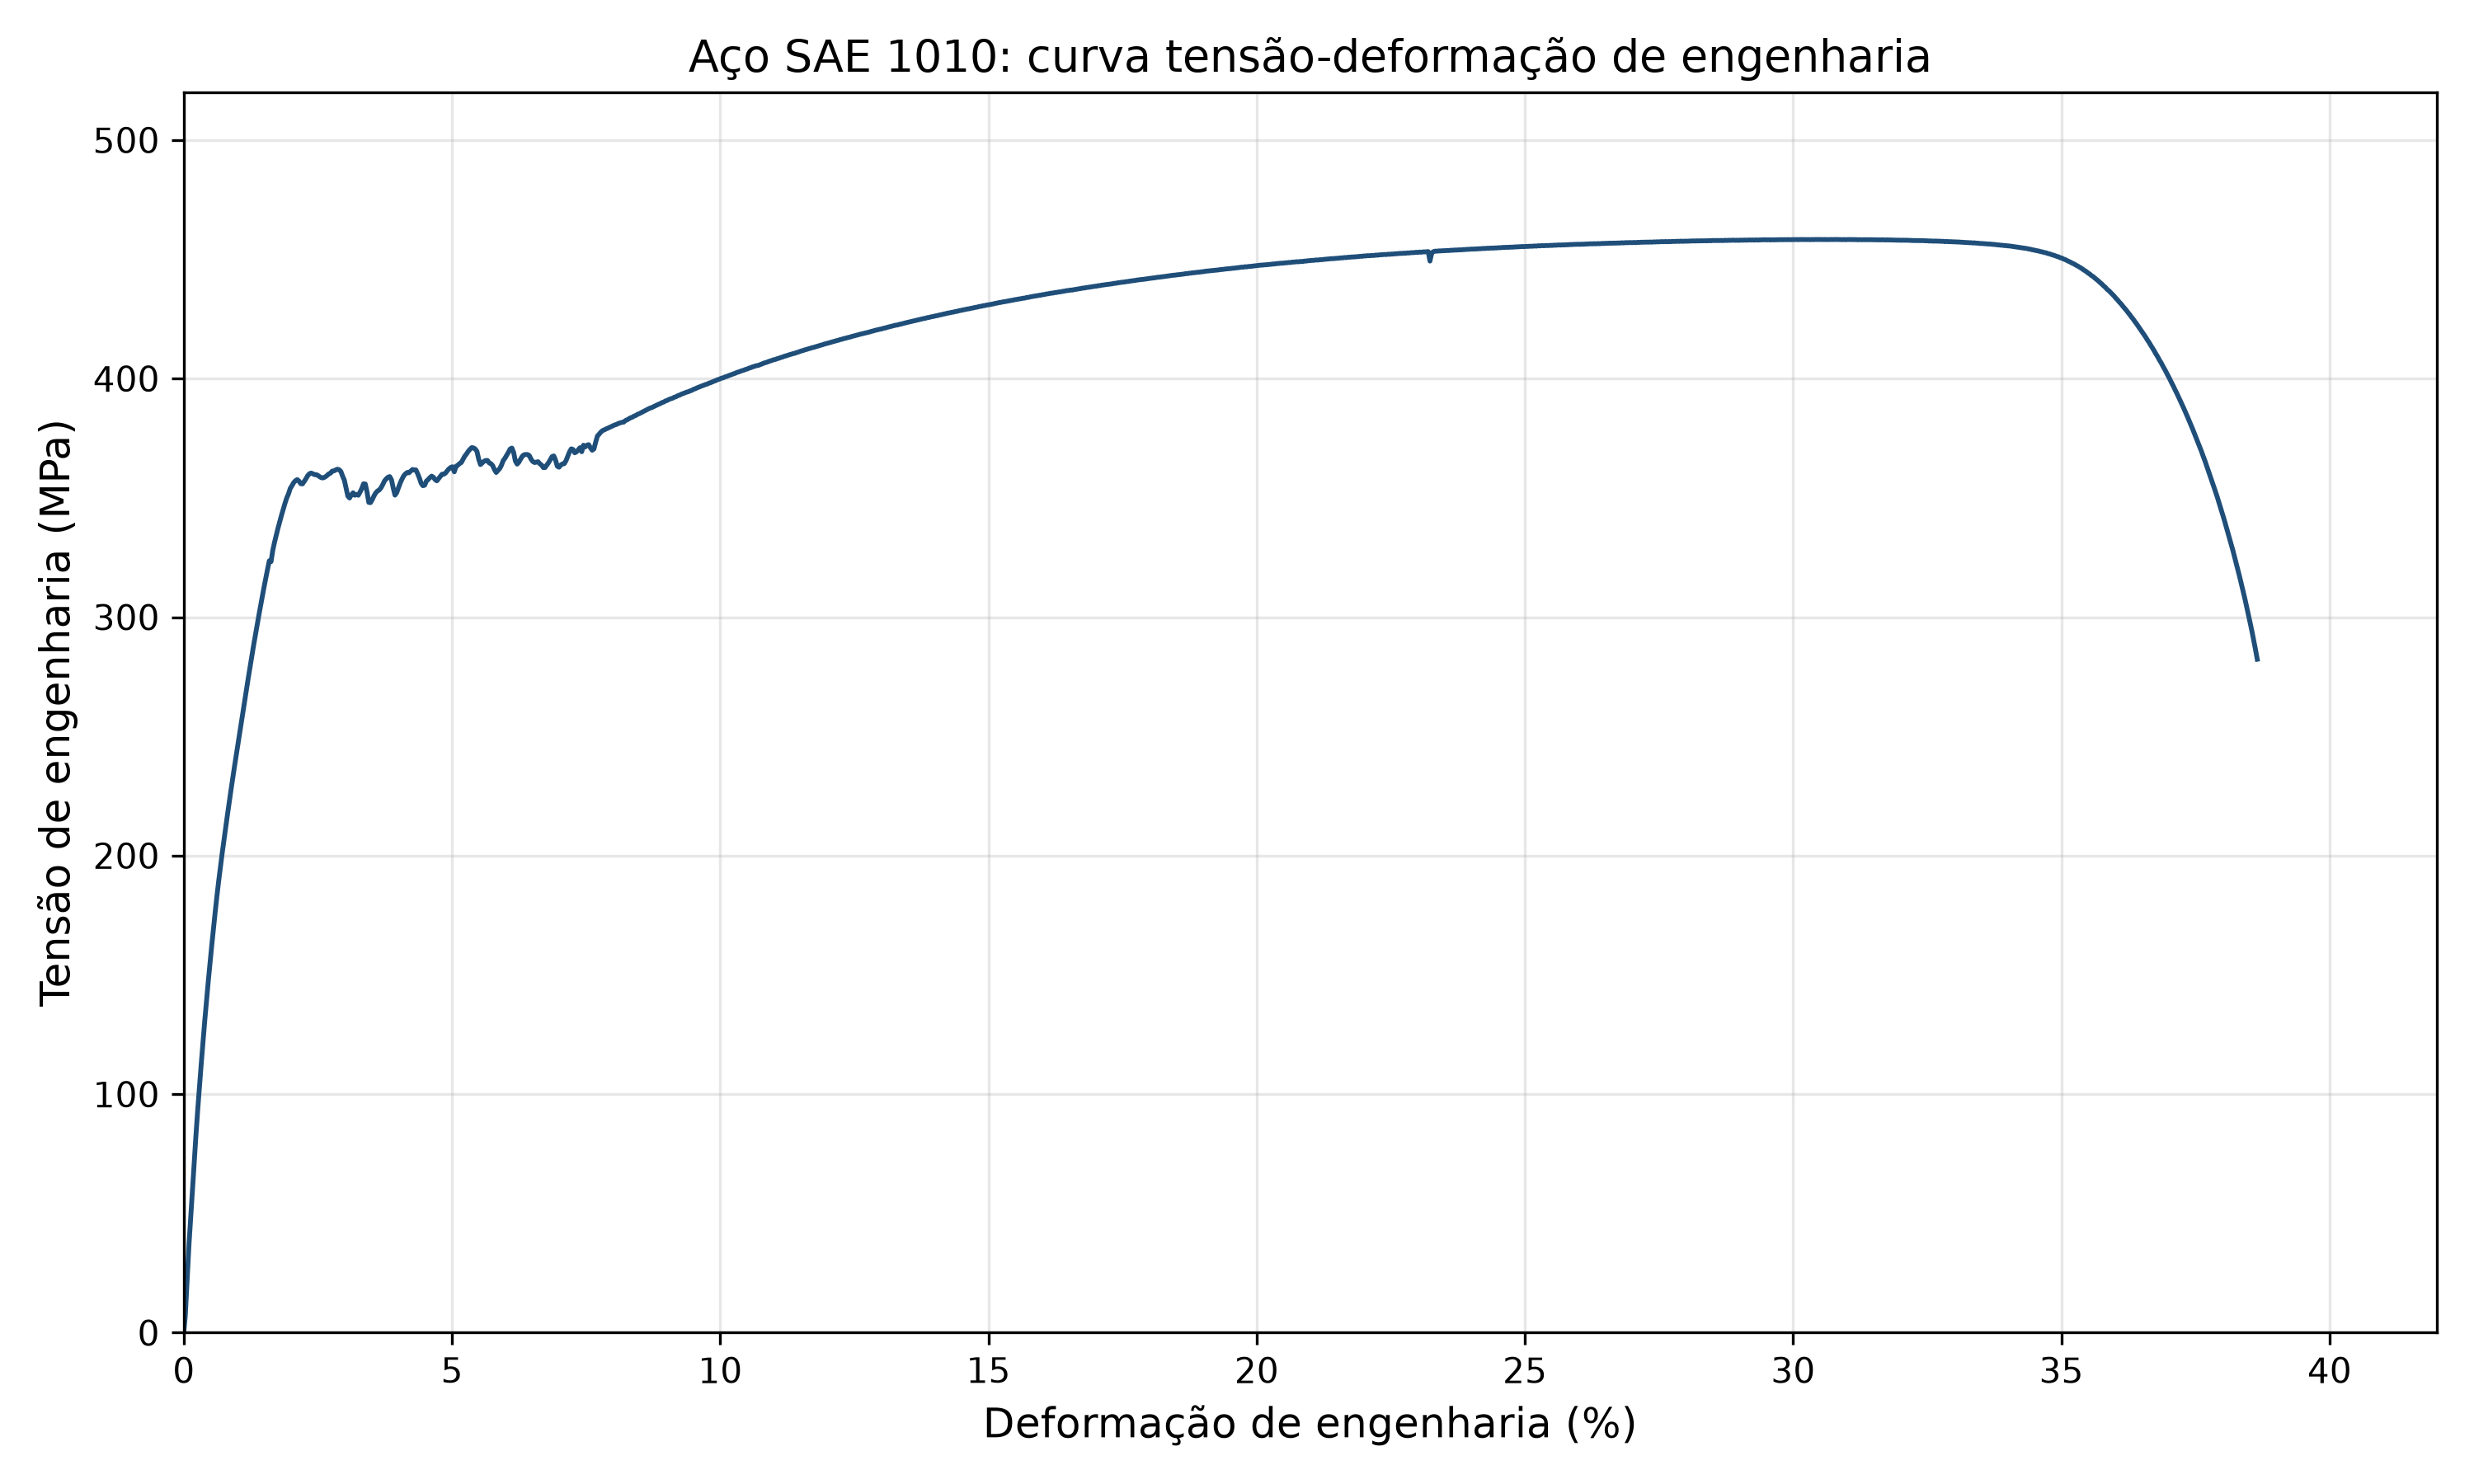 Aço SAE 1010: curva tensão-deformação de engenharia
Tensão de engenharia (MPa)
500
400
300
200
100
0
0 5 10 15 20 25 30 35 40
Deformação de engenharia (%)